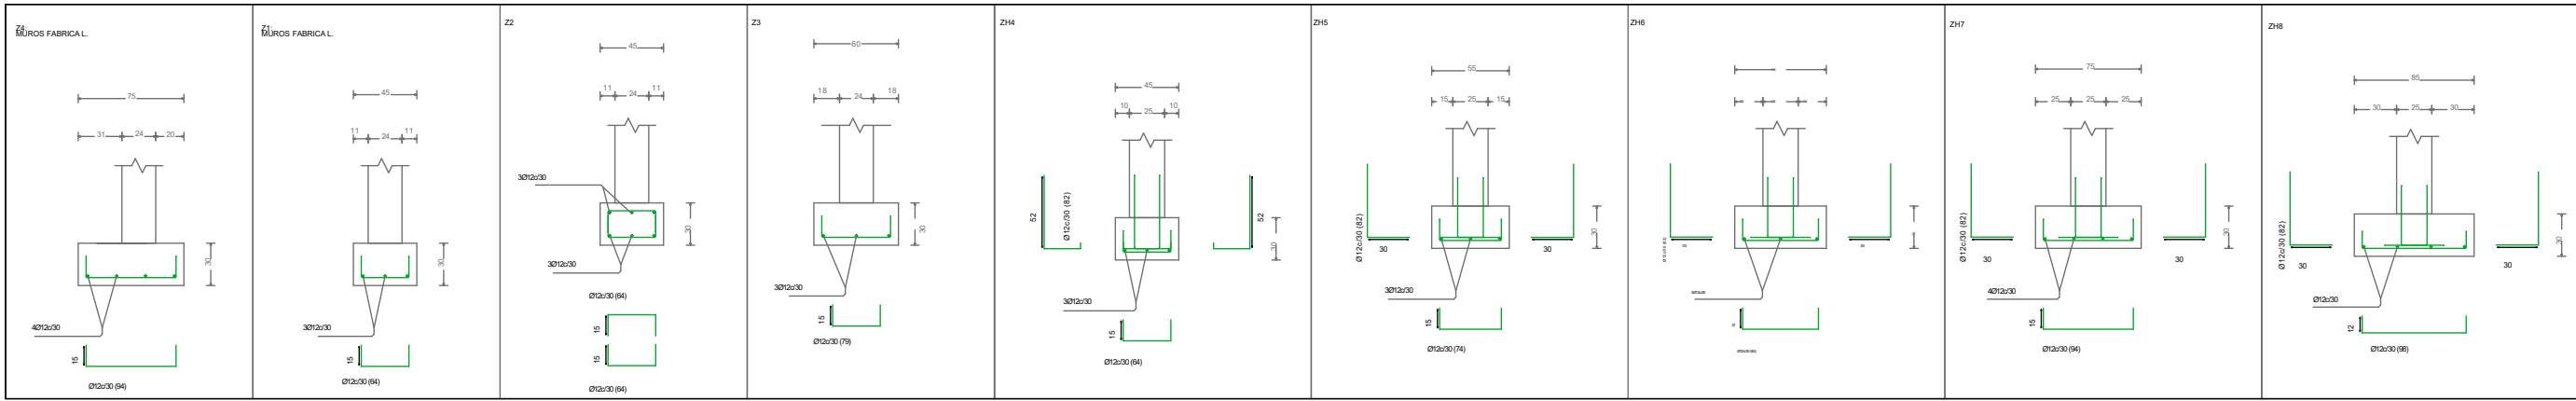 Z4:
MUROS FABRICA L.
75
31 24 20
30
4Ø12c/30
15
Ø12c/30 (94)
Z1:
MUROS FABRICA L.
45
11 24 11
30
3Ø12c/30
15
Ø12c/30 (64)
Z2
45
11 24 11
3Ø12c/30
30
3Ø12c/30
Ø12c/30 (64)
15
15
Ø12c/30 (64)
Z3
60
18 24 18
30
3Ø12c/30
15
Ø12c/30 (79)
ZH4
45
10 25 10
52
Ø12c/30 (82)
52
30
3Ø12c/30
15
Ø12c/30 (64)
ZH5
55
15 25 15
Ø12c/30 (82)
30
30
30
3Ø12c/30
15
Ø12c/30 (74)
ZH6
ZH7
75
25 25 25
Ø12c/30 (82)
30
30
30
4Ø12c/30
15
Ø12c/30 (94)
ZH8
85
30 25 30
Ø12c/30 (82)
30
30
30
Ø12c/30
12
Ø12c/30 (98)